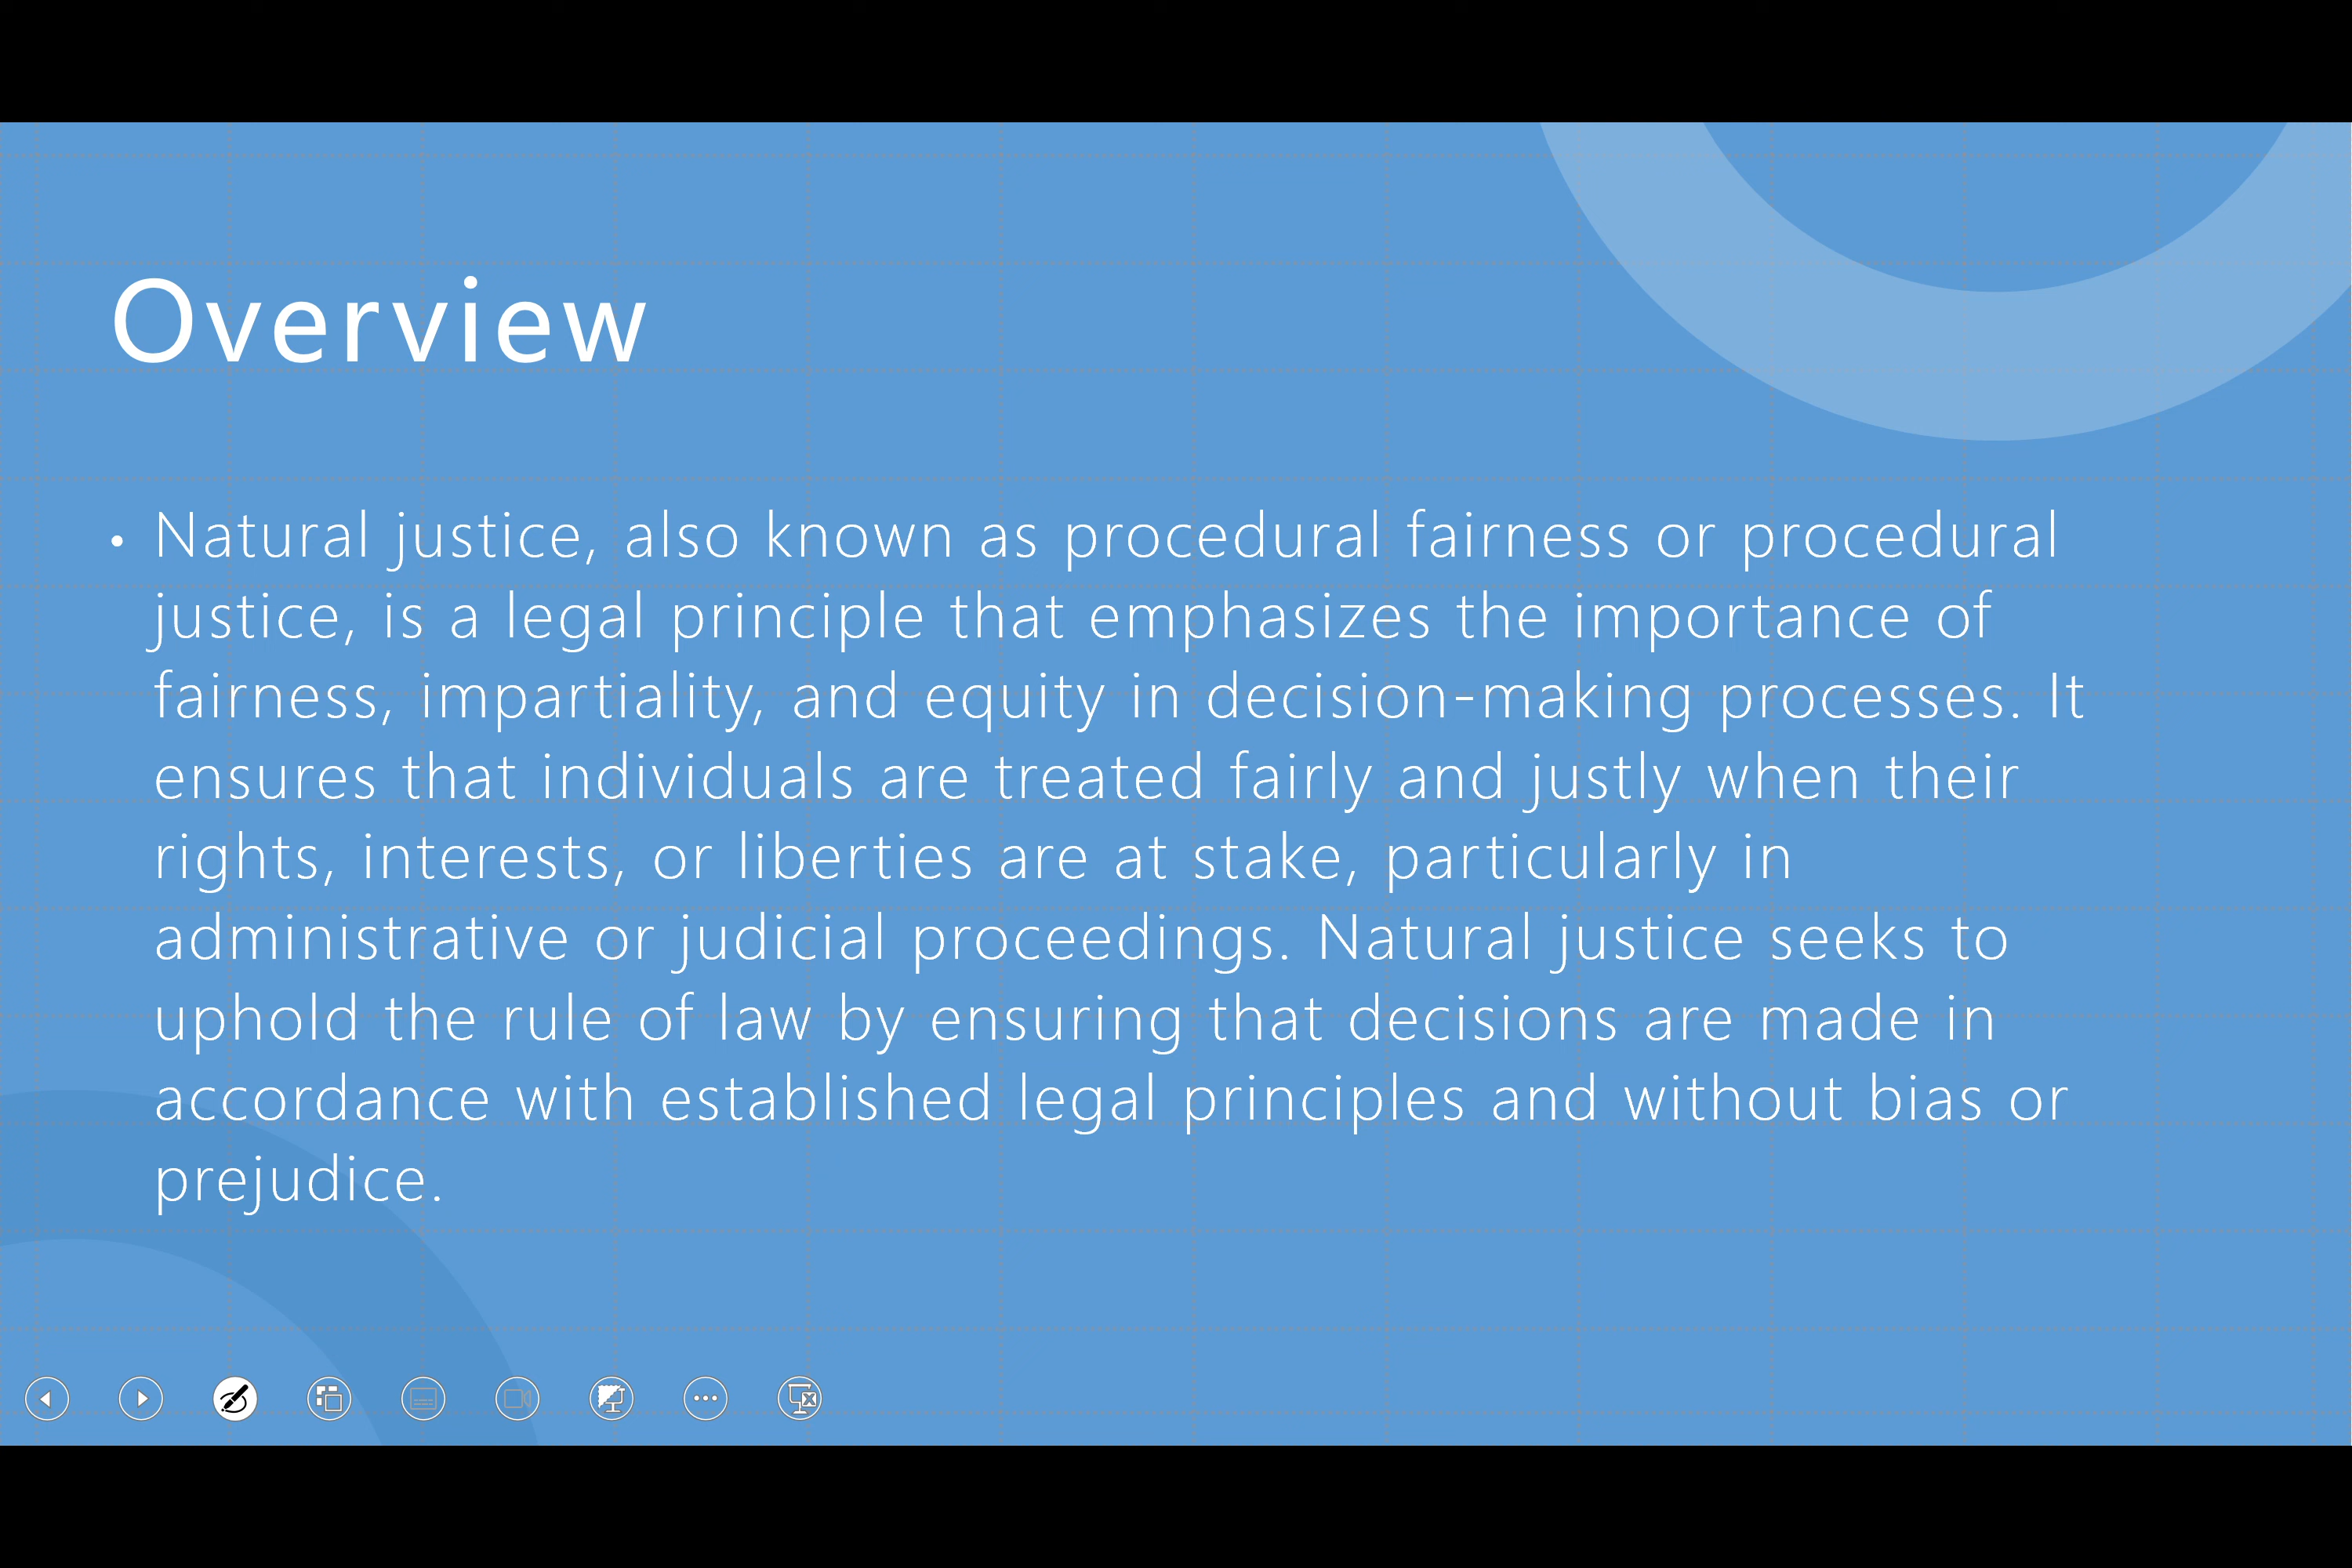 Overview
• Natural justice, also known as procedural fairness or procedural
justice, is a legal principle that emphasizes the importance of
fairness, impartiality, and equity in decision-making processes. It
ensures that individuals are treated fairly and justly when their
rights, interests, or liberties are at stake, particularly in
administrative or judicial proceedings. Natural justice seeks to
uphold the rule of law by ensuring that decisions are made in
accordance with established legal principles and without bias or
prejudice.